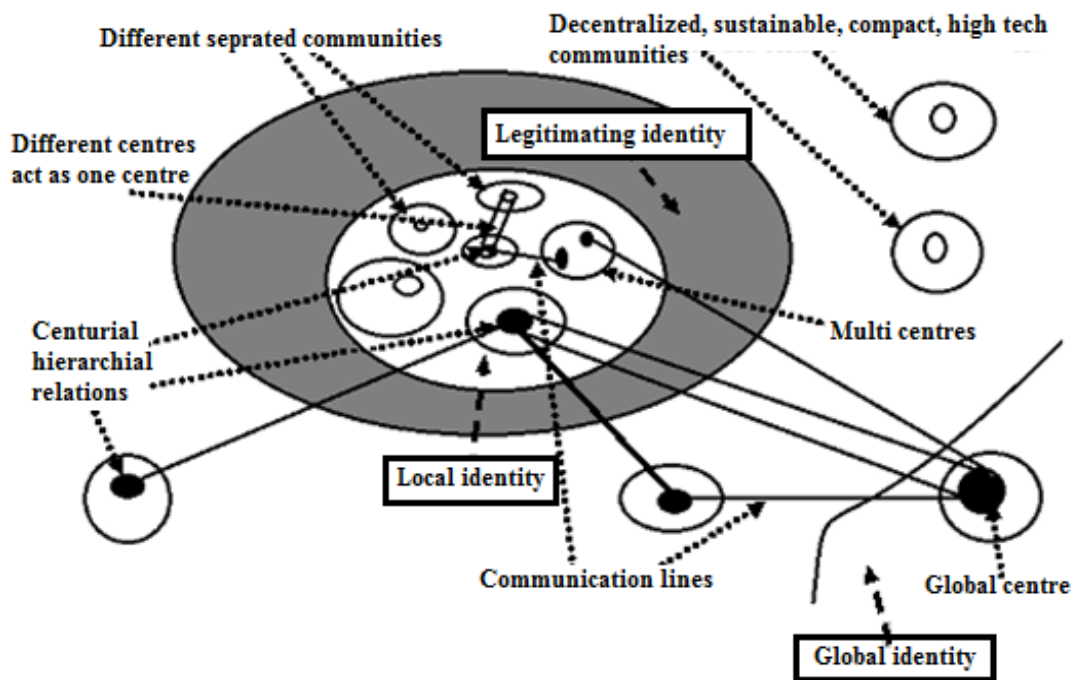 Different seprated communities
Decentralized, sustainable, compact, high tech
communities
Legitimating identity
Different centres
act as one centre
Centurial
hierarchial
relations
Multi centres
Local identity
Communication lines
Global centre
Global identity